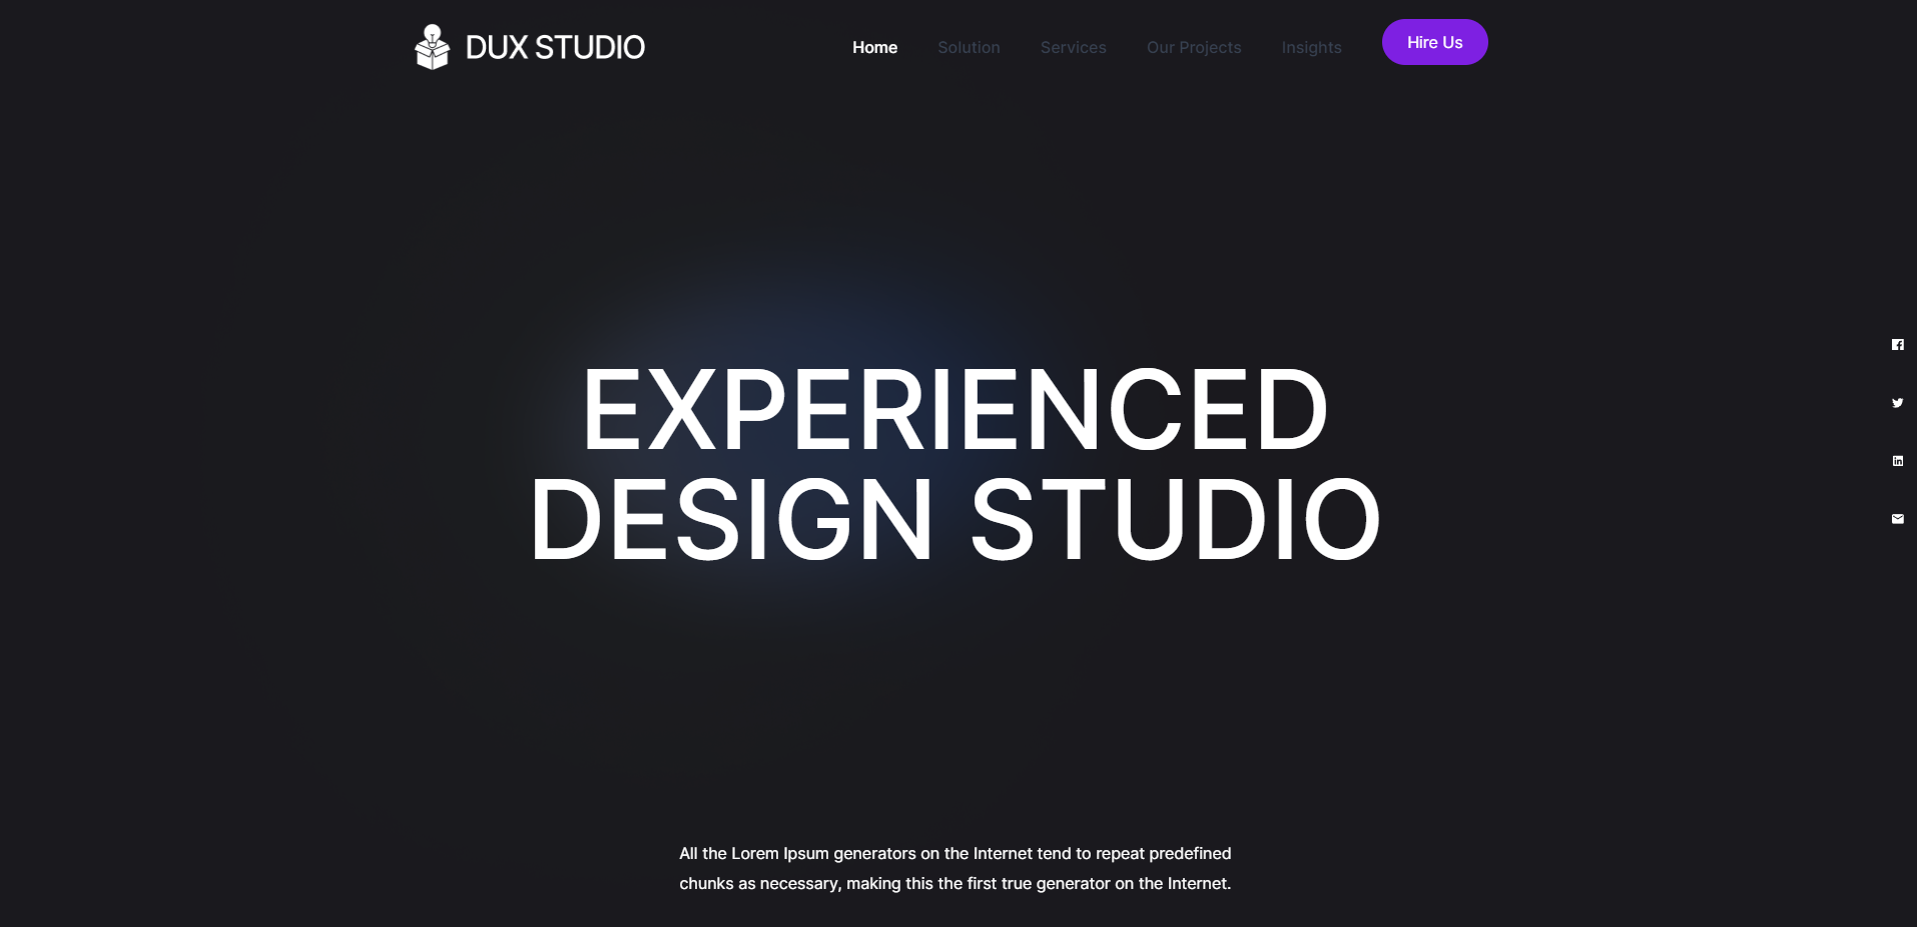 DUX STUDIO
Home Solution Services Our Projects Insights Hire Us
EXPERIENCED
DESIGN STUDIO
All the Lorem Ipsum generators on the Internet tend to repeat predefined
chunks as necessary, making this the first true generator on the Internet.